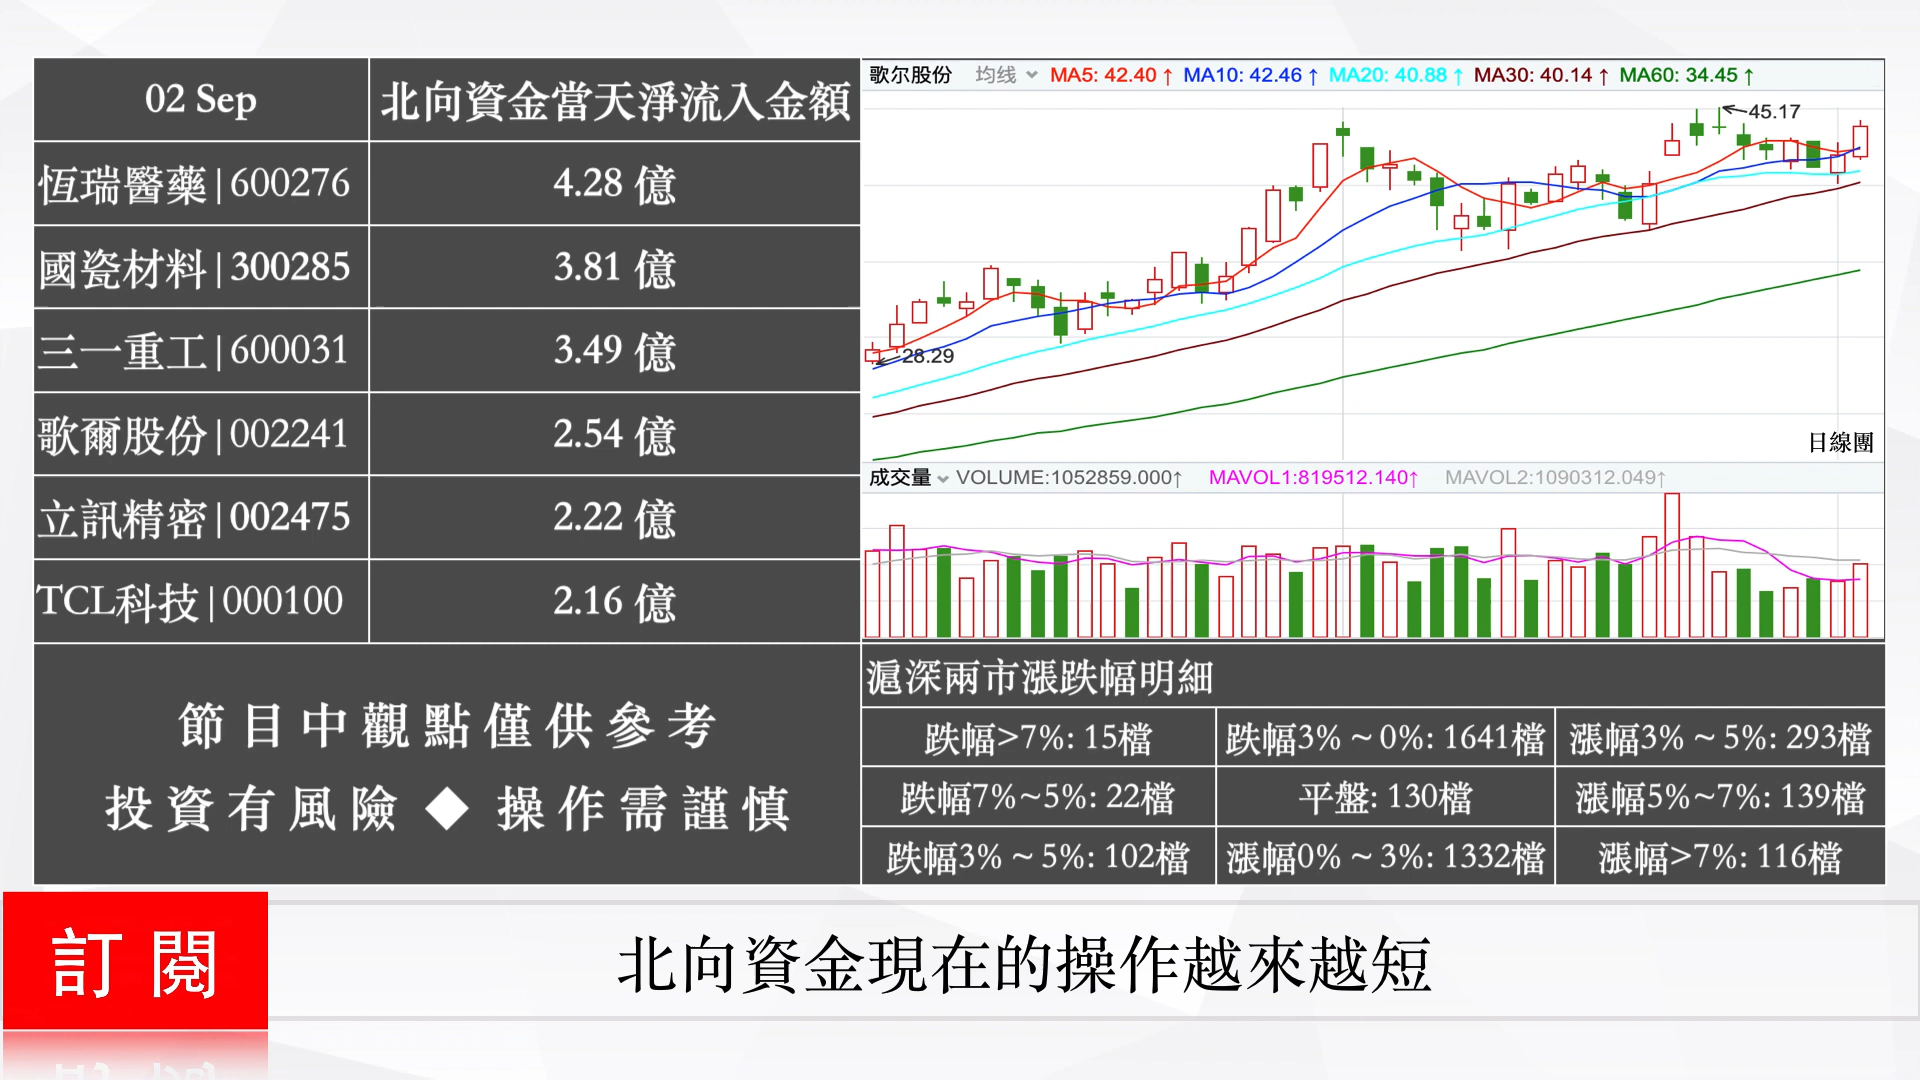 02 Sep
北向資金當天淨流入金額
恆瑞醫藥|600276
4.28 億
國瓷材料|300285
3.81 億
三一重工|600031
3.49 億
歌爾股份|002241
2.54 億
立訊精密|002475
2.22 億
TCL科技|000100
2.16 億
節目中觀點僅供參考
投資有風險 ◆ 操作需謹慎
歌尔股份 均线 MA5: 42.40 ↑ MA10: 42.46 ↑ MA20: 40.88 ↑ MA30: 40.14 ↑ MA60: 34.45 ↑
45.17
28.29
日線圖
成交量 VOLUME:1052859.000↑ MAVOL1:819512.140↑ MAVOL2:1090312.049↑
滬深兩市漲跌幅明細
跌幅>7%: 15檔
跌幅3% ~ 0%: 1641檔
漲幅3% ~ 5%: 293檔
跌幅7%~5%: 22檔
平盤: 130檔
漲幅5%~7%: 139檔
跌幅3% ~ 5%: 102檔
漲幅0% ~ 3%: 1332檔
漲幅>7%: 116檔
訂閱
北向資金現在的操作越來越短